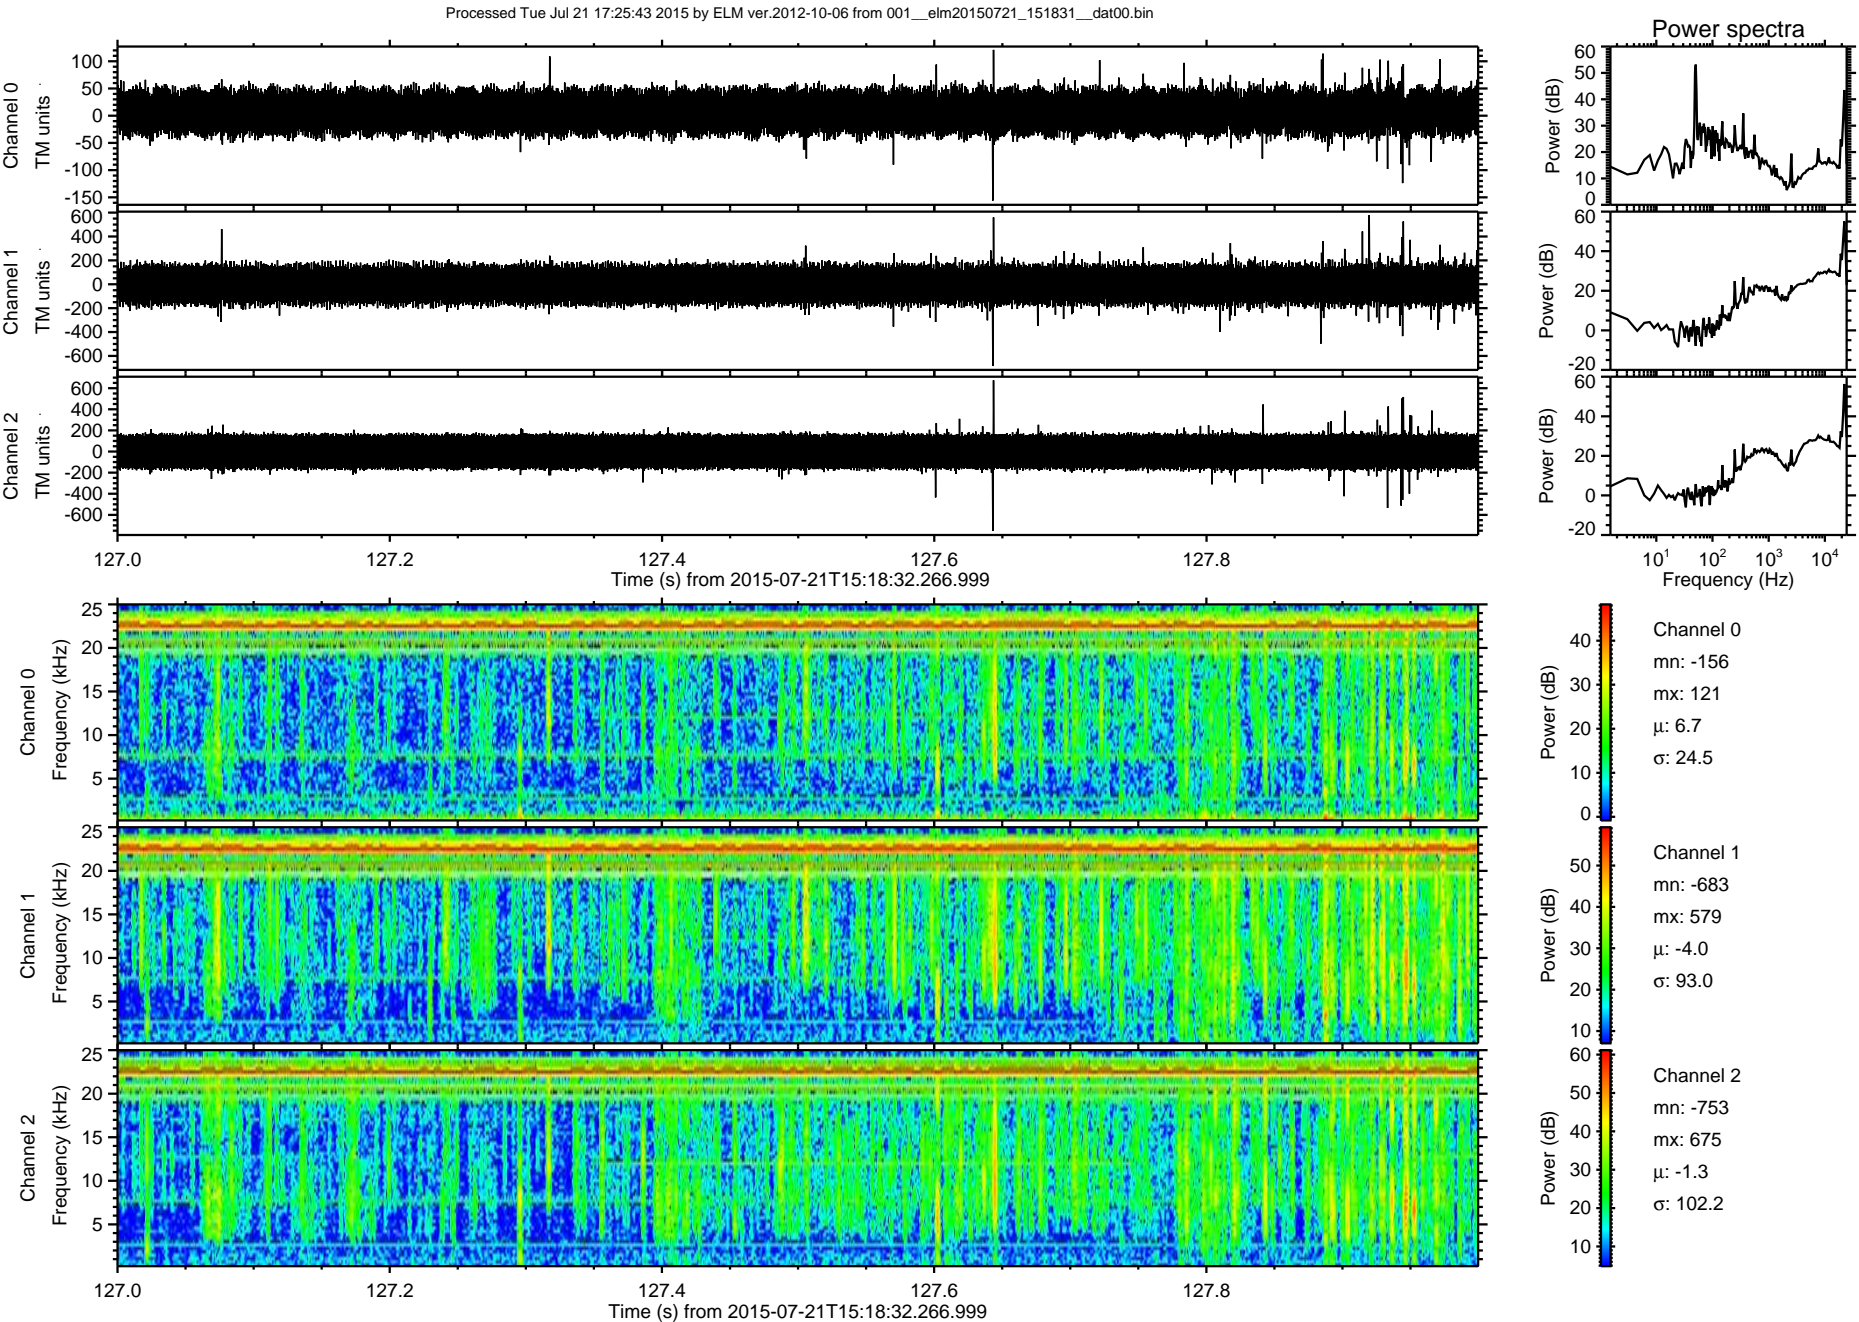 Processed Tue Jul 21 17:25:43 2015 by ELM ver.2012-10-06 from 001__elm20150721_151831__dat00.bin
Power spectra
Channel 0
TM units
100
50
0
-50
-100
-150
Power (dB)
60
50
40
30
20
10
0
Channel 1
TM units
600
400
200
0
-200
-400
-600
Power (dB)
60
40
20
0
-20
Channel 2
TM units
600
400
200
0
-200
-400
-600
Power (dB)
60
40
20
0
-20
127.0 127.2 127.4 127.6 127.8
Time (s) from 2015-07-21T15:18:32.266.999
10¹ 10² 10³ 10⁴
Frequency (Hz)
Channel 0
Frequency (kHz)
25
20
15
10
5
Power (dB)
40
30
20
10
0
Channel 0
mn: -156
mx: 121
μ: 6.7
σ: 24.5
Channel 1
Frequency (kHz)
25
20
15
10
5
Power (dB)
50
40
30
20
10
Channel 1
mn: -683
mx: 579
μ: -4.0
σ: 93.0
Channel 2
Frequency (kHz)
25
20
15
10
5
Power (dB)
60
50
40
30
20
10
Channel 2
mn: -753
mx: 675
μ: -1.3
σ: 102.2
127.0 127.2 127.4 127.6 127.8
Time (s) from 2015-07-21T15:18:32.266.999